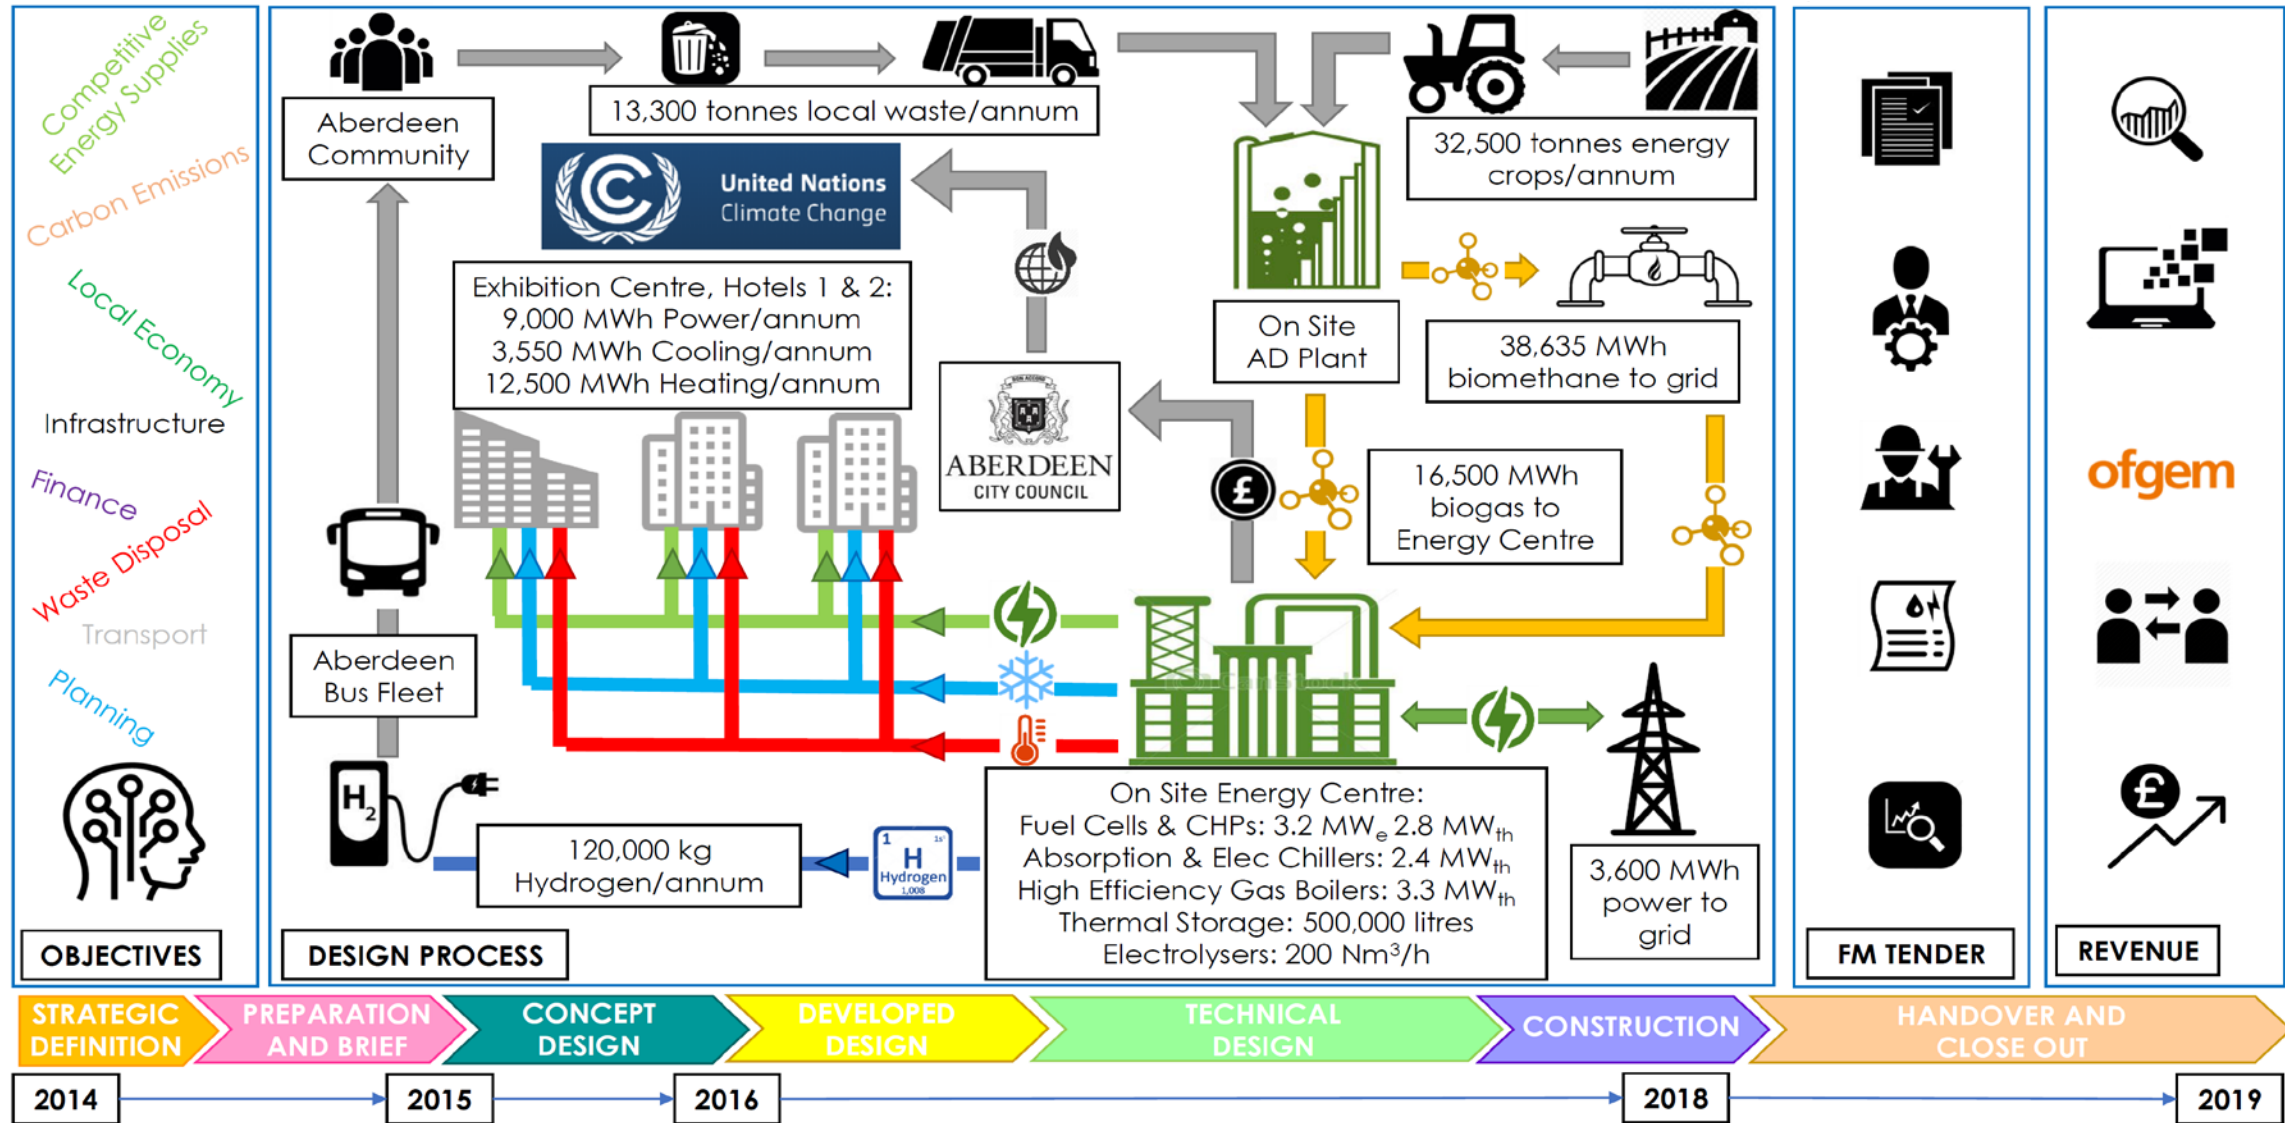 Competitive
Energy Supplies
Carbon Emissions
Local Economy
Infrastructure
Finance
Waste Disposal
Transport
Planning
OBJECTIVES
Aberdeen
Community
13,300 tonnes local waste/annum
United Nations
Climate Change
32,500 tonnes energy
crops/annum
Exhibition Centre, Hotels 1 & 2:
9,000 MWh Power/annum
3,550 MWh Cooling/annum
12,500 MWh Heating/annum
On Site
AD Plant
38,635 MWh
biomethane to grid
ABERDEEN
CITY COUNCIL
£
16,500 MWh
biogas to
Energy Centre
Aberdeen
Bus Fleet
CanStock
H₂
120,000 kg
Hydrogen/annum
1 1s¹
H
Hydrogen
1,008
On Site Energy Centre:
Fuel Cells & CHPs: 3.2 MWₑ 2.8 MWₜₕ
Absorption & Elec Chillers: 2.4 MWₜₕ
High Efficiency Gas Boilers: 3.3 MWₜₕ
Thermal Storage: 500,000 litres
Electrolysers: 200 Nm³/h
3,600 MWh
power to
grid
DESIGN PROCESS
FM TENDER
ofgem
£
REVENUE
STRATEGIC
DEFINITION
PREPARATION
AND BRIEF
CONCEPT
DESIGN
DEVELOPED
DESIGN
TECHNICAL
DESIGN
CONSTRUCTION
HANDOVER AND
CLOSE OUT
2014
2015
2016
2018
2019